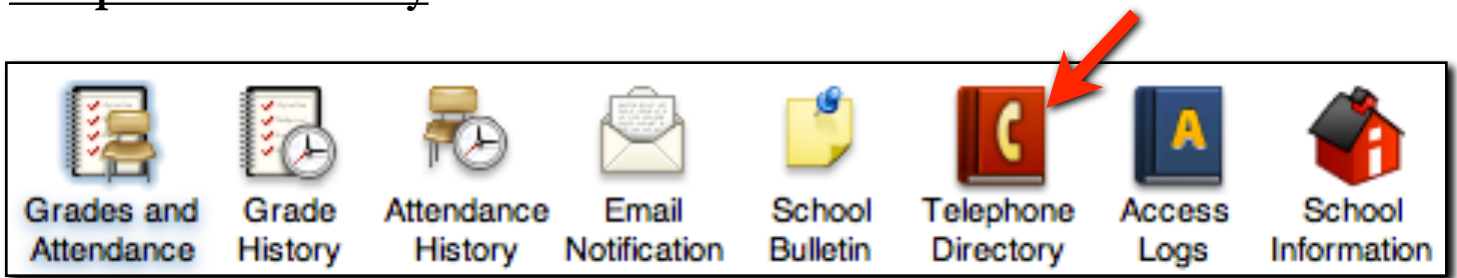 Grades and Attendance
Grade History
Attendance History
Email Notification
School Bulletin
Telephone Directory
A
Access Logs
School Information